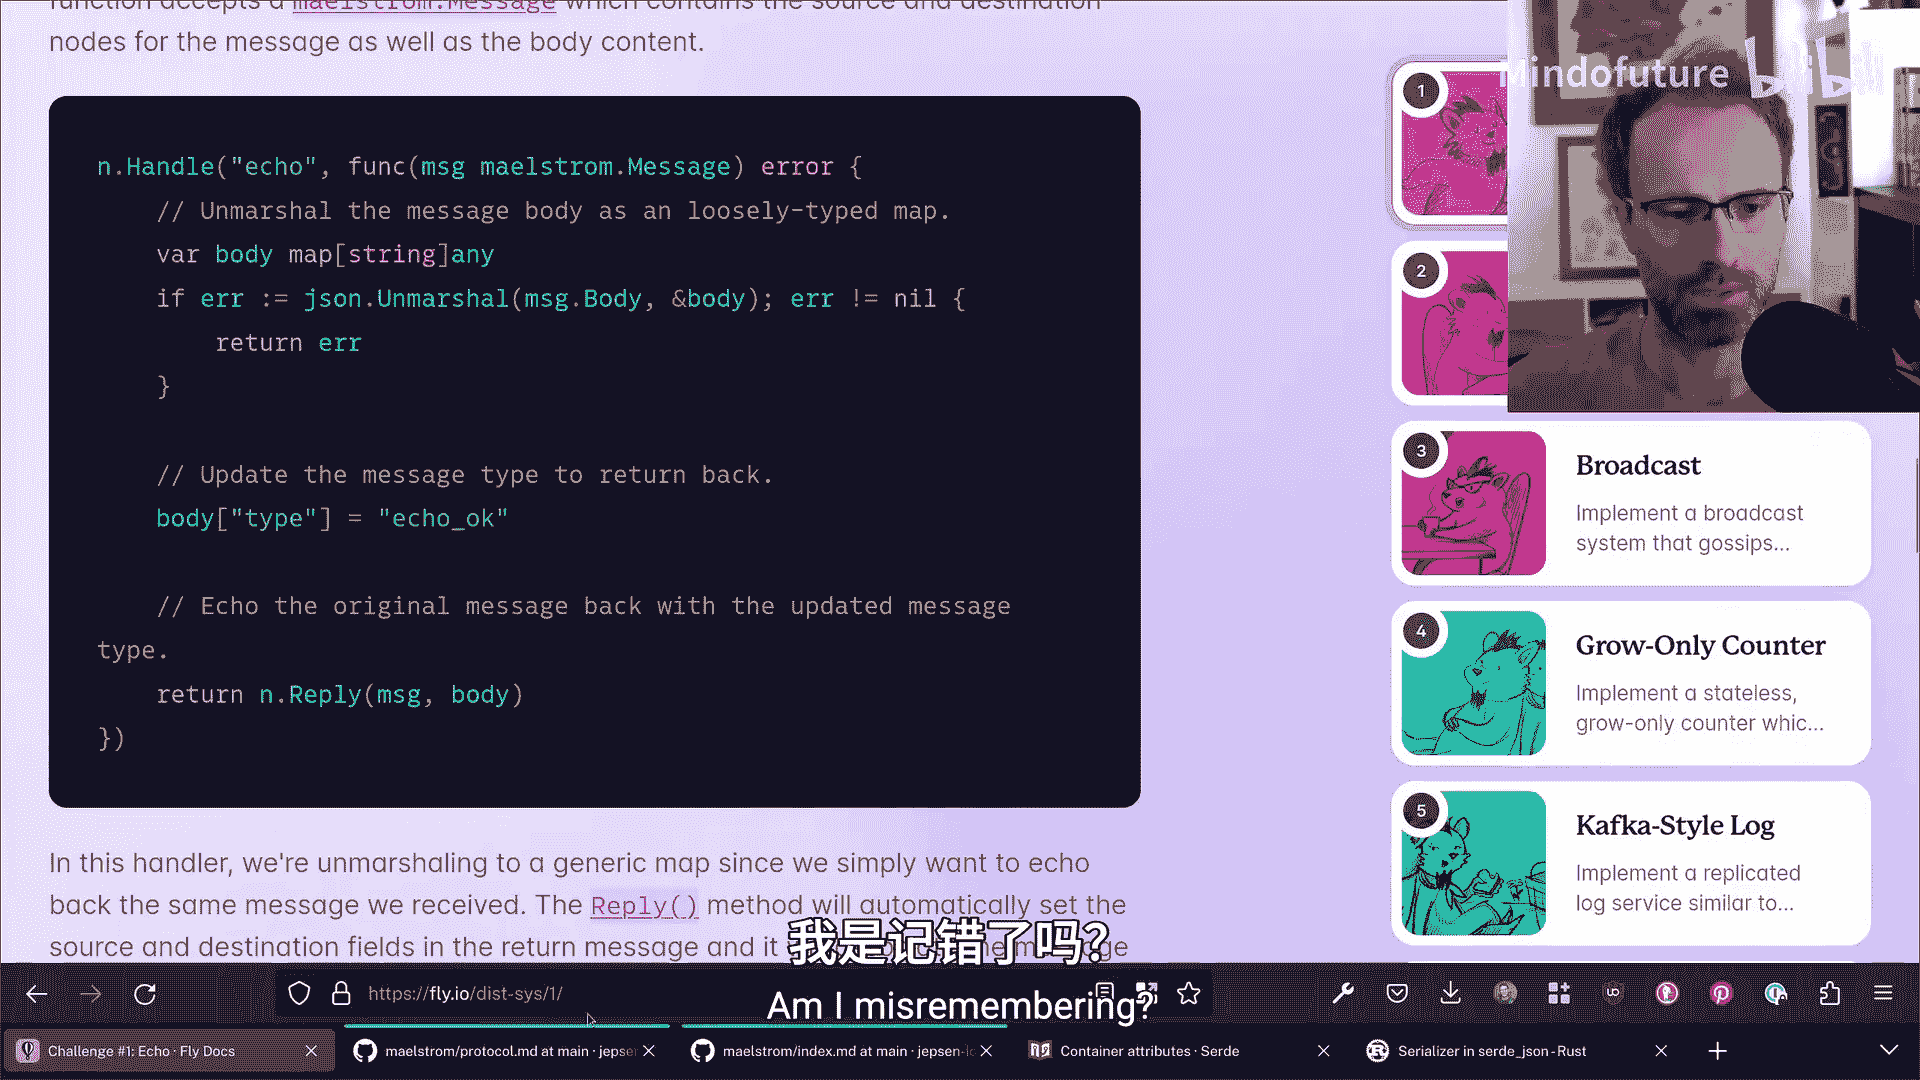 function accepts a maelstrom.Message which contains the source and destination
nodes for the message as well as the body content.
n.Handle("echo", func(msg maelstrom.Message) error {
// Unmarshal the message body as an loosely-typed map.
var body map[string]any
if err := json.Unmarshal(msg.Body, &body); err != nil {
return err
}
// Update the message type to return back.
body["type"] = "echo_ok"
// Echo the original message back with the updated message
type.
return n.Reply(msg, body)
})
In this handler, we're unmarshaling to a generic map since we simply want to echo
back the same message we received. The Reply() method will automatically set the
source and destination fields in the return message and it
1
2
3
Broadcast
Implement a broadcast
system that gossips...
4
Grow-Only Counter
Implement a stateless,
grow-only counter whic...
5
Kafka-Style Log
Implement a replicated
log service similar to...
Mindofuture bilibili
我是记错了吗?
Am I misremembering?
https://fly.io/dist-sys/1/
Challenge #1: Echo · Fly Docs
maelstrom/protocol.md at main · jepser
maelstrom/index.md at main · jepsen-io
Container attributes · Serde
Serializer in serde_json - Rust